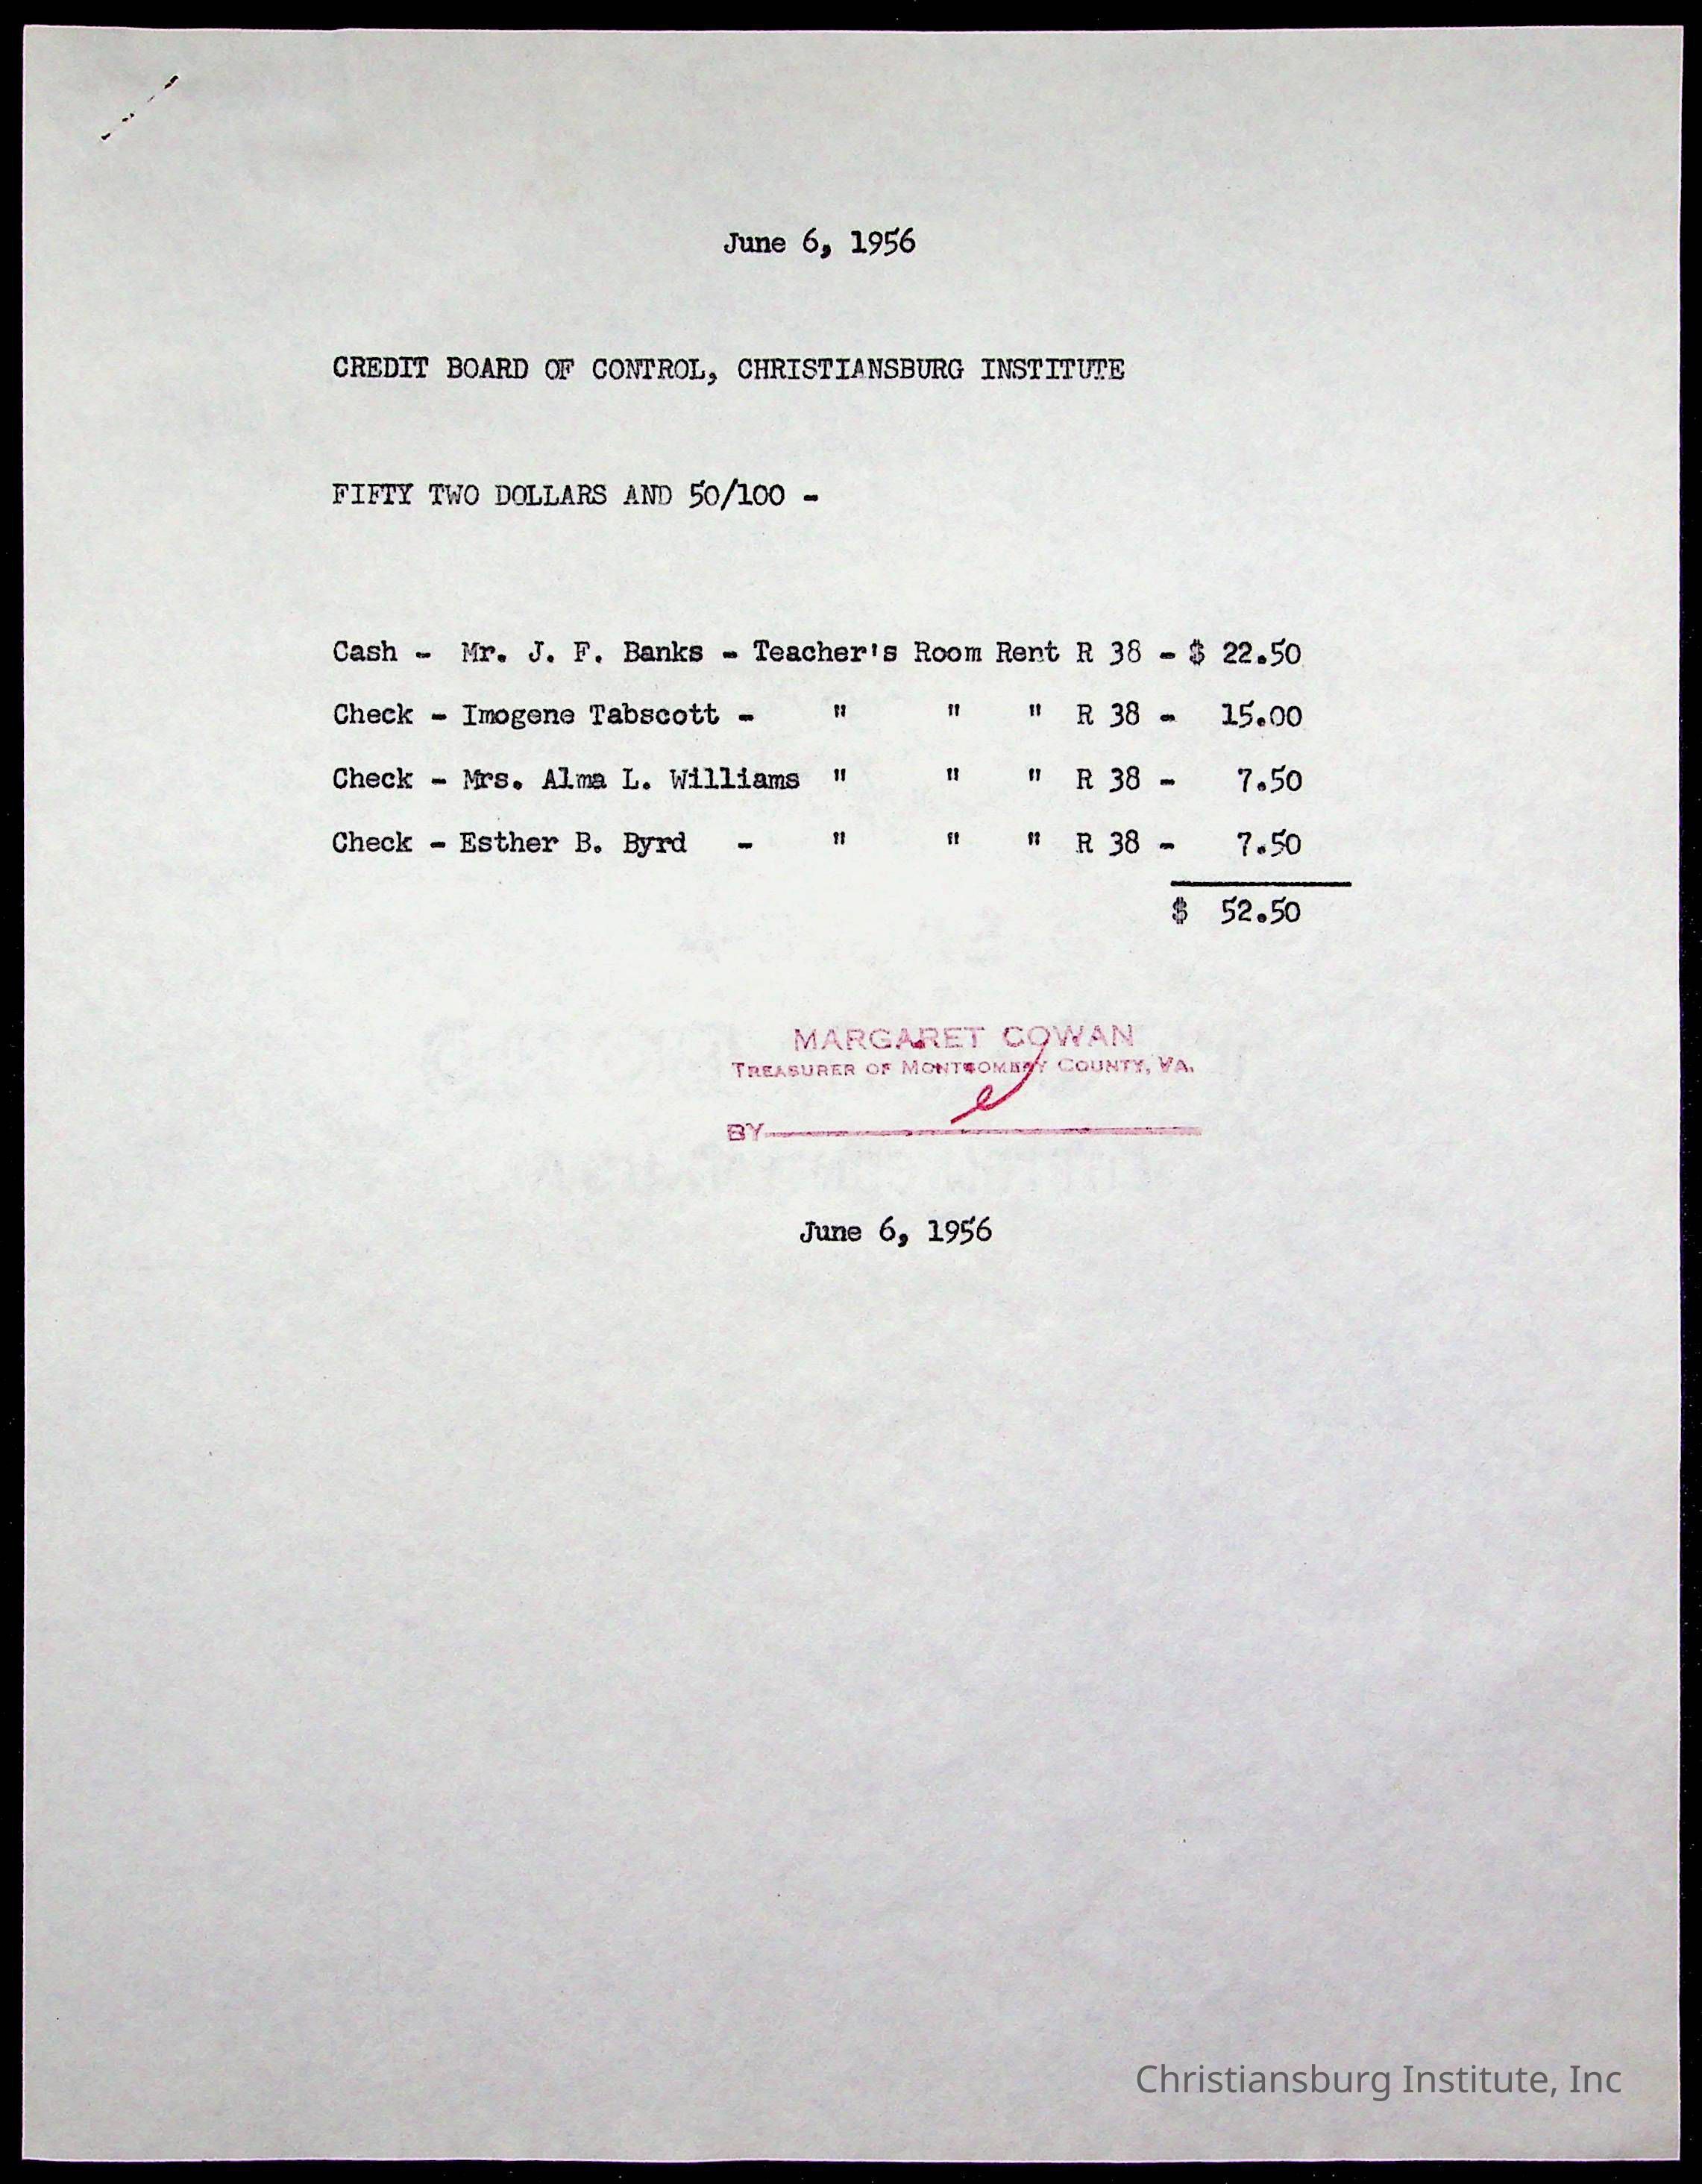 June 6, 1956
CREDIT BOARD OF CONTROL, CHRISTIANSBURG INSTITUTE
FIFTY TWO DOLLARS AND 50/100 -
Cash - Mr. J. F. Banks - Teacher's Room Rent R 38 - $ 22.50
Check - Imogene Tabscott - " " " R 38 - 15.00
Check - Mrs. Alma L. Williams " " " R 38 - 7.50
Check - Esther B. Byrd - " " " R 38 - 7.50
$ 52.50
MARGARET COWAN
TREASURER OF MONTGOMERY COUNTY, VA.
BY
June 6, 1956
Christiansburg Institute, Inc